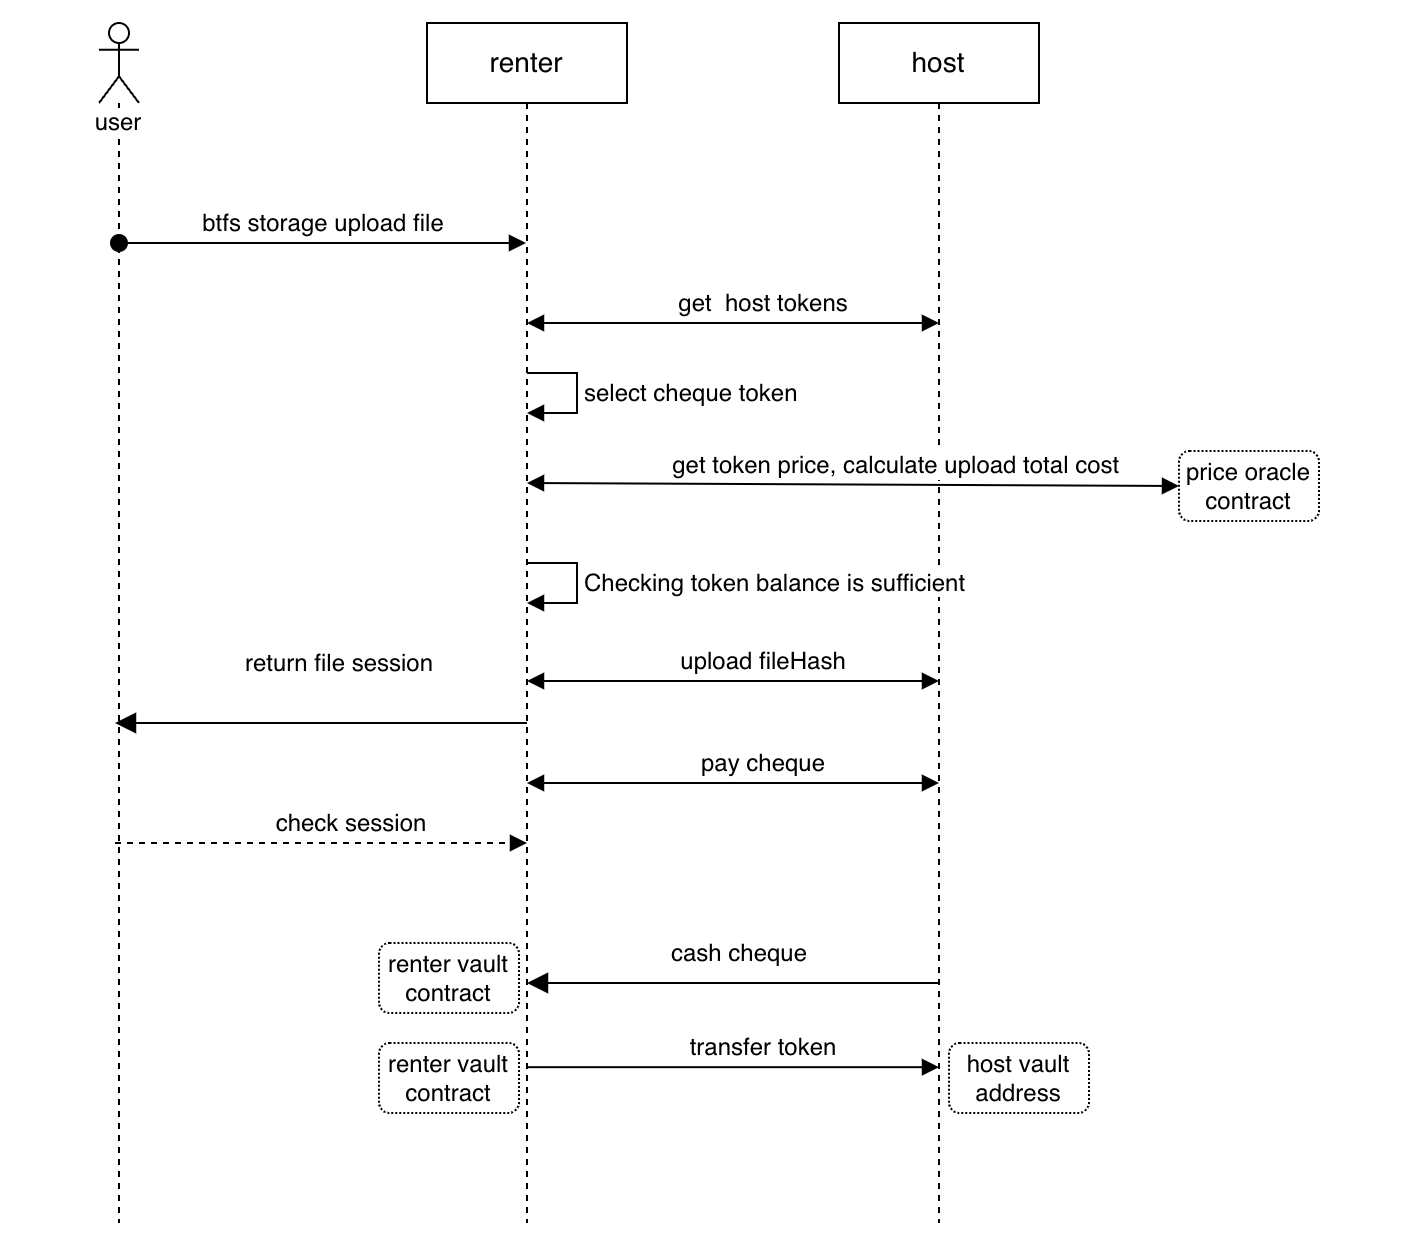 user
renter
host
btfs storage upload file
get  host tokens
select cheque token
get token price, calculate upload total cost
price oracle
contract
Checking token balance is sufficient
return file session
upload fileHash
pay cheque
check session
renter vault
contract
cash cheque
renter vault
contract
transfer token
host vault
address